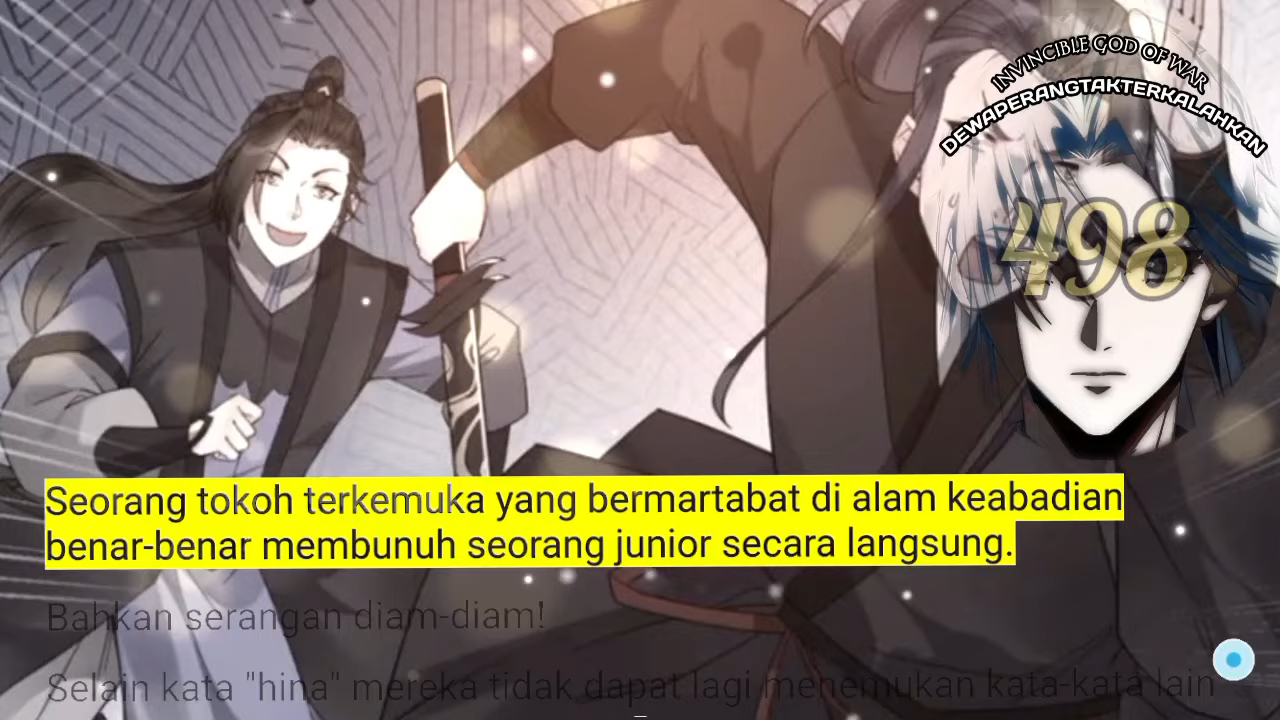 INVINCIBLE GOD OF WAR
DEWAPERANGTAKTERKALAHKAN
498
Seorang tokoh terkemuka yang bermartabat di alam keabadian
benar-benar membunuh seorang junior secara langsung.
Bahkan serangan diam-diam!
Selain kata "hina" mereka tidak dapat lagi menemukan kata-kata lain